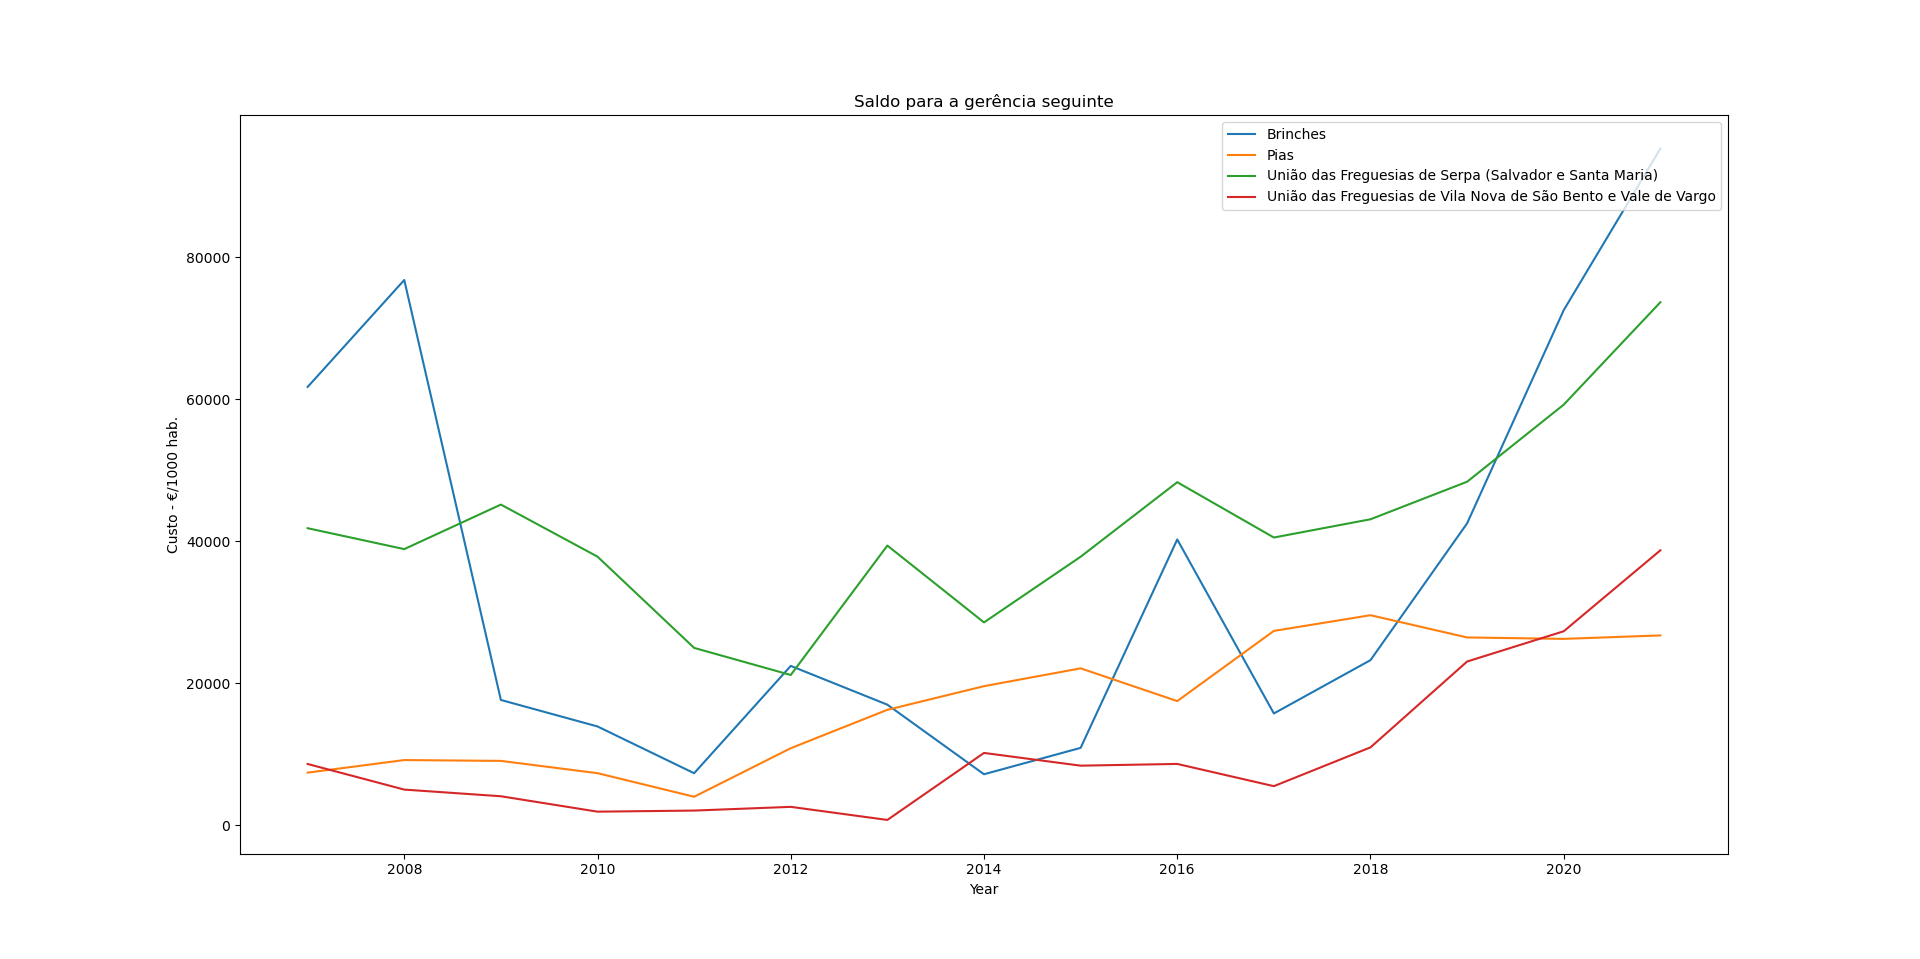 Saldo para a gerência seguinte
Brinches
Pias
União das Freguesias de Serpa (Salvador e Santa Maria)
União das Freguesias de Vila Nova de São Bento e Vale de Vargo
Custo - €/1000 hab.
80000
60000
40000
20000
0
2008 2010 2012 2014 2016 2018 2020
Year